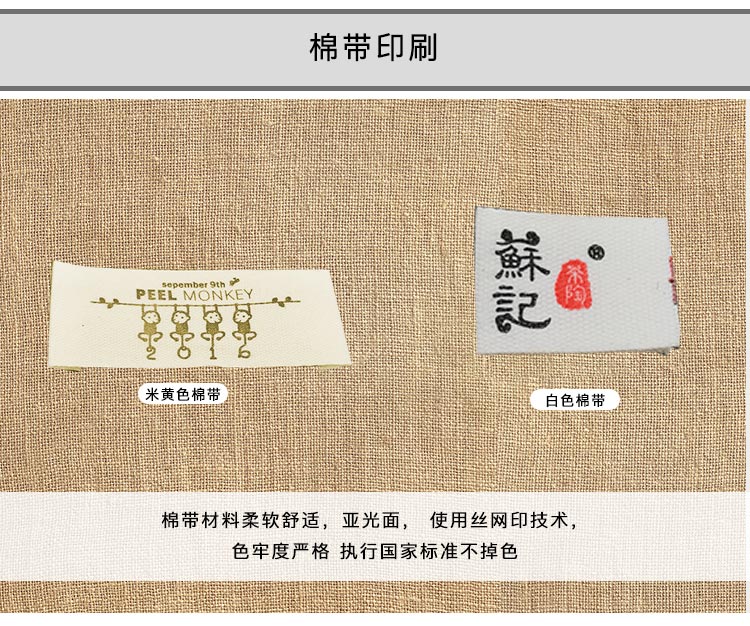 棉带印刷
sepember 9th
PEEL MONKEY
2016
蘇記
®
茶陶
米黄色棉带
白色棉带
棉带材料柔软舒适，亚光面， 使用丝网印技术，
色牢度严格 执行国家标准不掉色